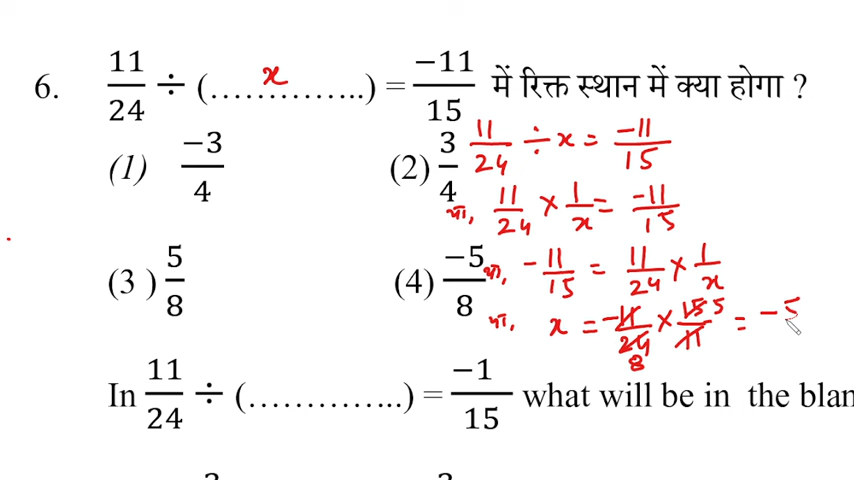 6. 11/24 ÷ (......x........) = -11/15 में रिक्त स्थान में क्या होगा ?
(1) -3/4 (2) 3/4
(3 ) 5/8 (4) -5/8
11/24 ÷ x = -11/15
या, 11/24 × 1/x = -11/15
या, -11/15 = 11/24 × 1/x
या, x = -11/24 8 × 15 5/11 = -5
In 11/24 ÷ (..............) = -1/15 what will be in the blan